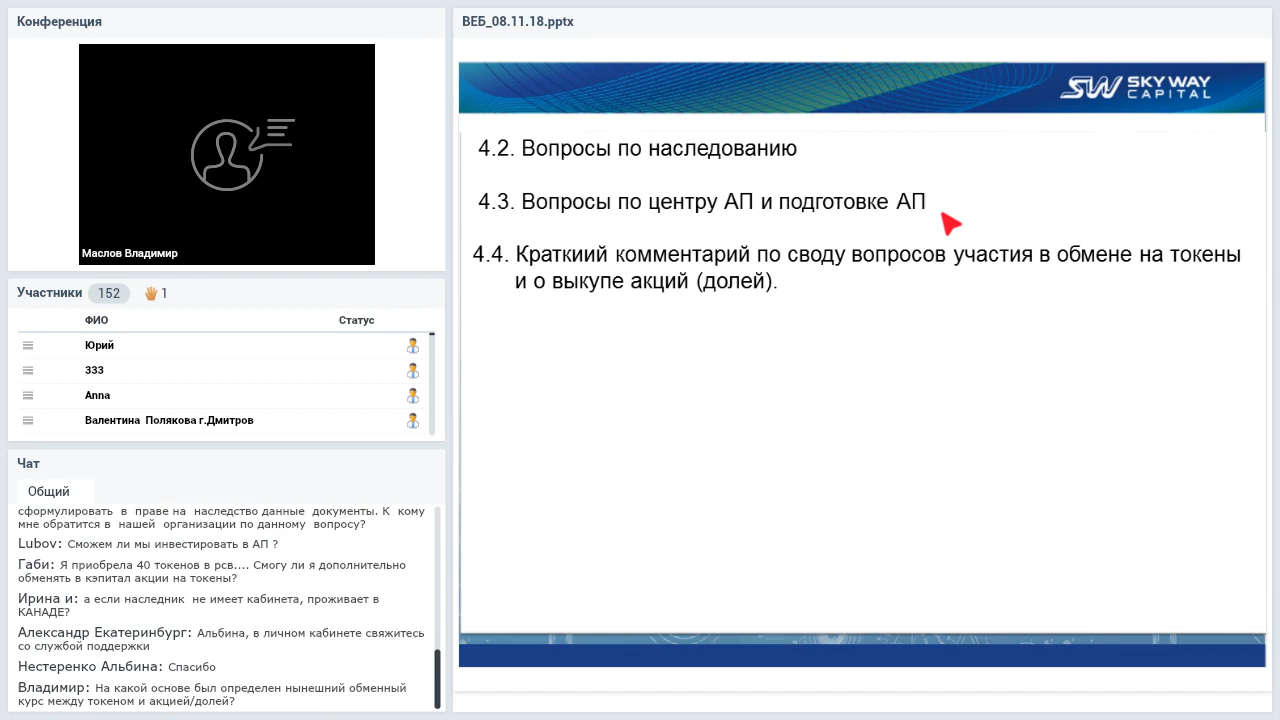 Конференция
Маслов Владимир
Участники 152 1
ФИО Статус
Юрий
333
Anna
Валентина Полякова г.Дмитров
Чат
Общий
сформулировать в праве на наследство данные документы. К кому
мне обратится в нашей организации по данному вопросу?
Lubov: Сможем ли мы инвестировать в АП ?
Габи: Я приобрела 40 токенов в рсв.... Смогу ли я дополнительно
обменять в кэпитал акции на токены?
Ирина и: а если наследник не имеет кабинета, проживает в
КАНАДЕ?
Александр Екатеринбург: Альбина, в личном кабинете свяжитесь
со службой поддержки
Нестеренко Альбина: Спасибо
Владимир: На какой основе был определен нынешний обменный
курс между токеном и акцией/долей?
ВЕБ_08.11.18.pptx
SW SKY WAY
CAPITAL
4.2. Вопросы по наследованию
4.3. Вопросы по центру АП и подготовке АП
4.4. Краткиий комментарий по своду вопросов участия в обмене на токены
и о выкупе акций (долей).